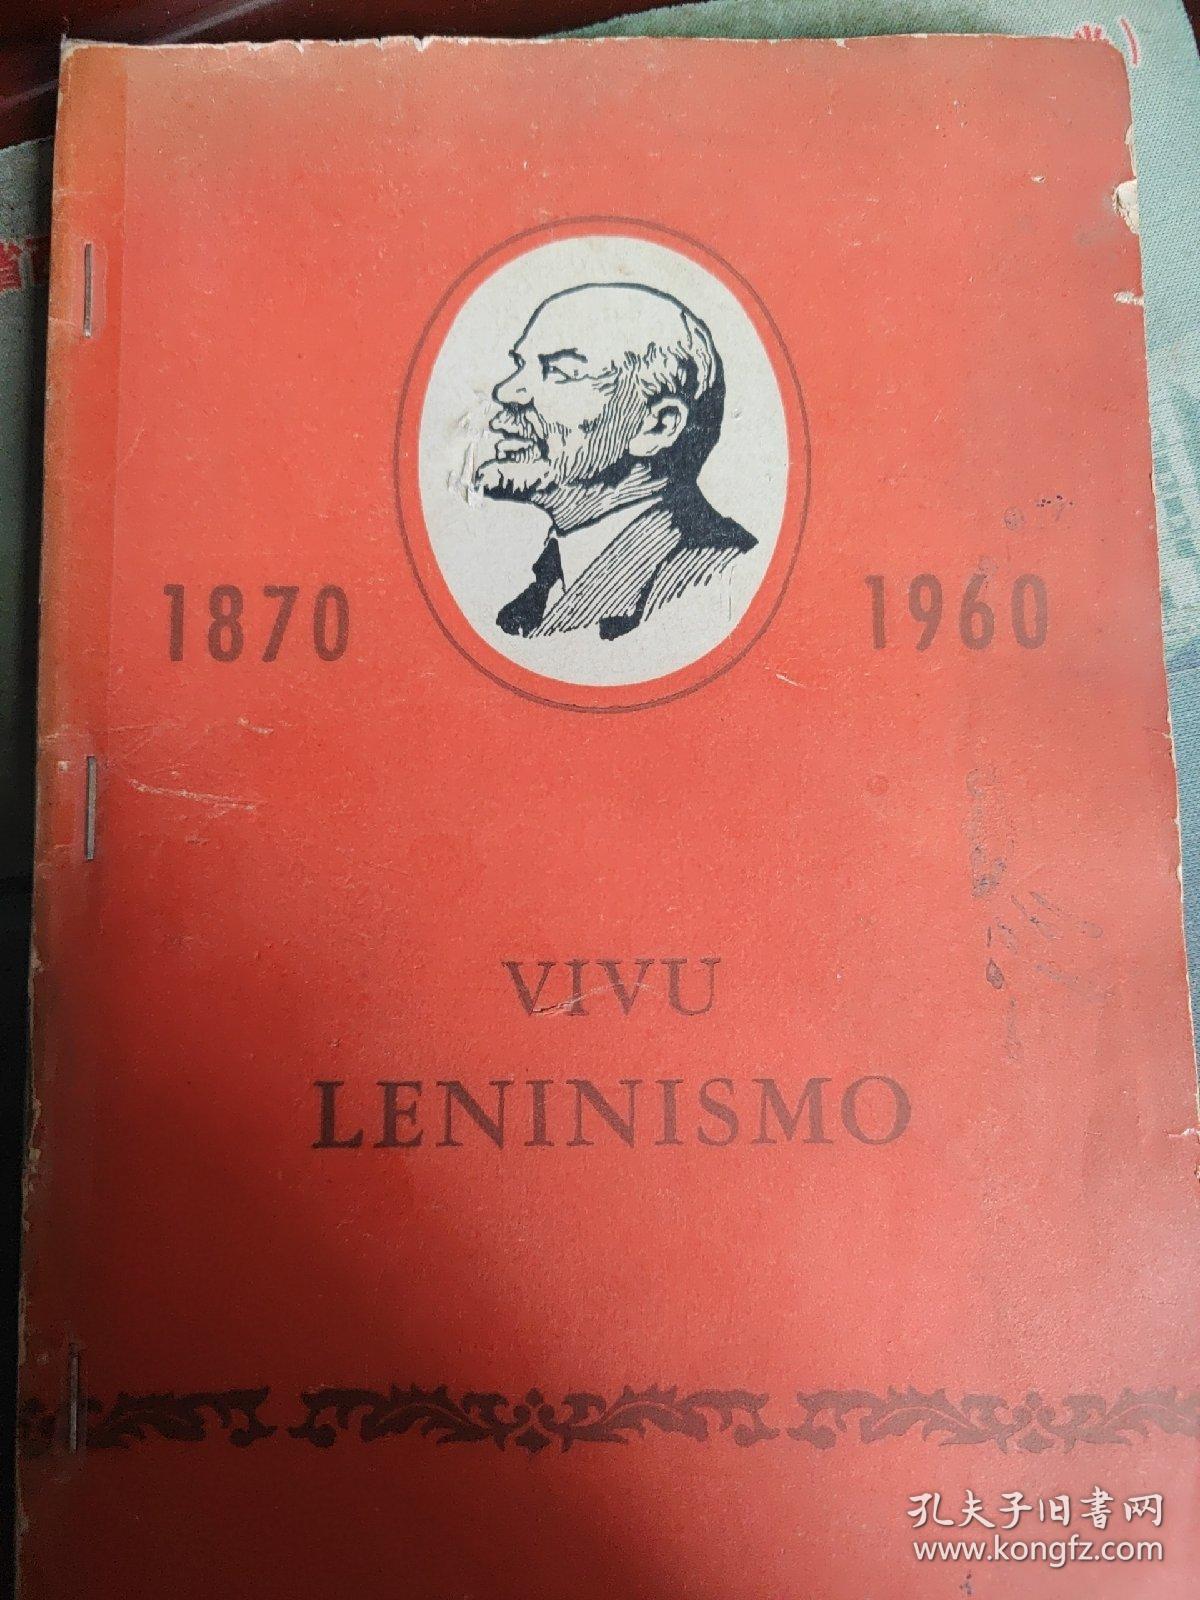 1870
1960
VIVU
LENINISMO
孔夫子旧书网
www.kongfz.com